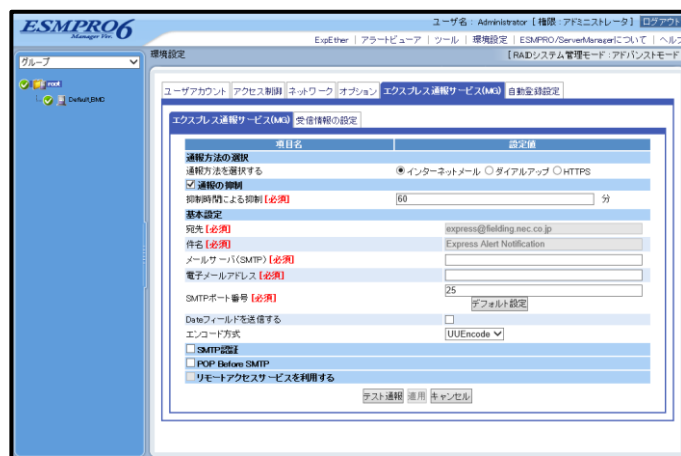 ESMPRO6
Manager Ver.
ユーザ名 : Administrator [ 権限 : アドミニストレータ ] ログアウト
ExpEther | アラートビューア | ツール | 環境設定 | ESMPRO/ServerManagerについて | ヘルプ
グループ
環境設定
[ RAIDシステム管理モード : アドバンストモード
root
Default_BMC
ユーザアカウント アクセス制御 ネットワーク オプション エクスプレス通報サービス(MG) 自動登録設定
エクスプレス通報サービス(MG) 受信情報の設定
項目名 設定値
通報方法の選択
通報方法を選択する インターネットメール ダイアルアップ HTTPS
通報の抑制
抑制時間による抑制 [必須] 60 分
基本設定
宛先 [必須] express@fielding.nec.co.jp
件名 [必須] Express Alert Notification
メールサーバ(SMTP) [必須]
電子メールアドレス [必須]
SMTPポート番号 [必須] 25
デフォルト設定
Dateフィールドを送信する
エンコード方式 UUEncode
SMTP認証
POP Before SMTP
リモートアクセスサービスを利用する
テスト通報 適用 キャンセル